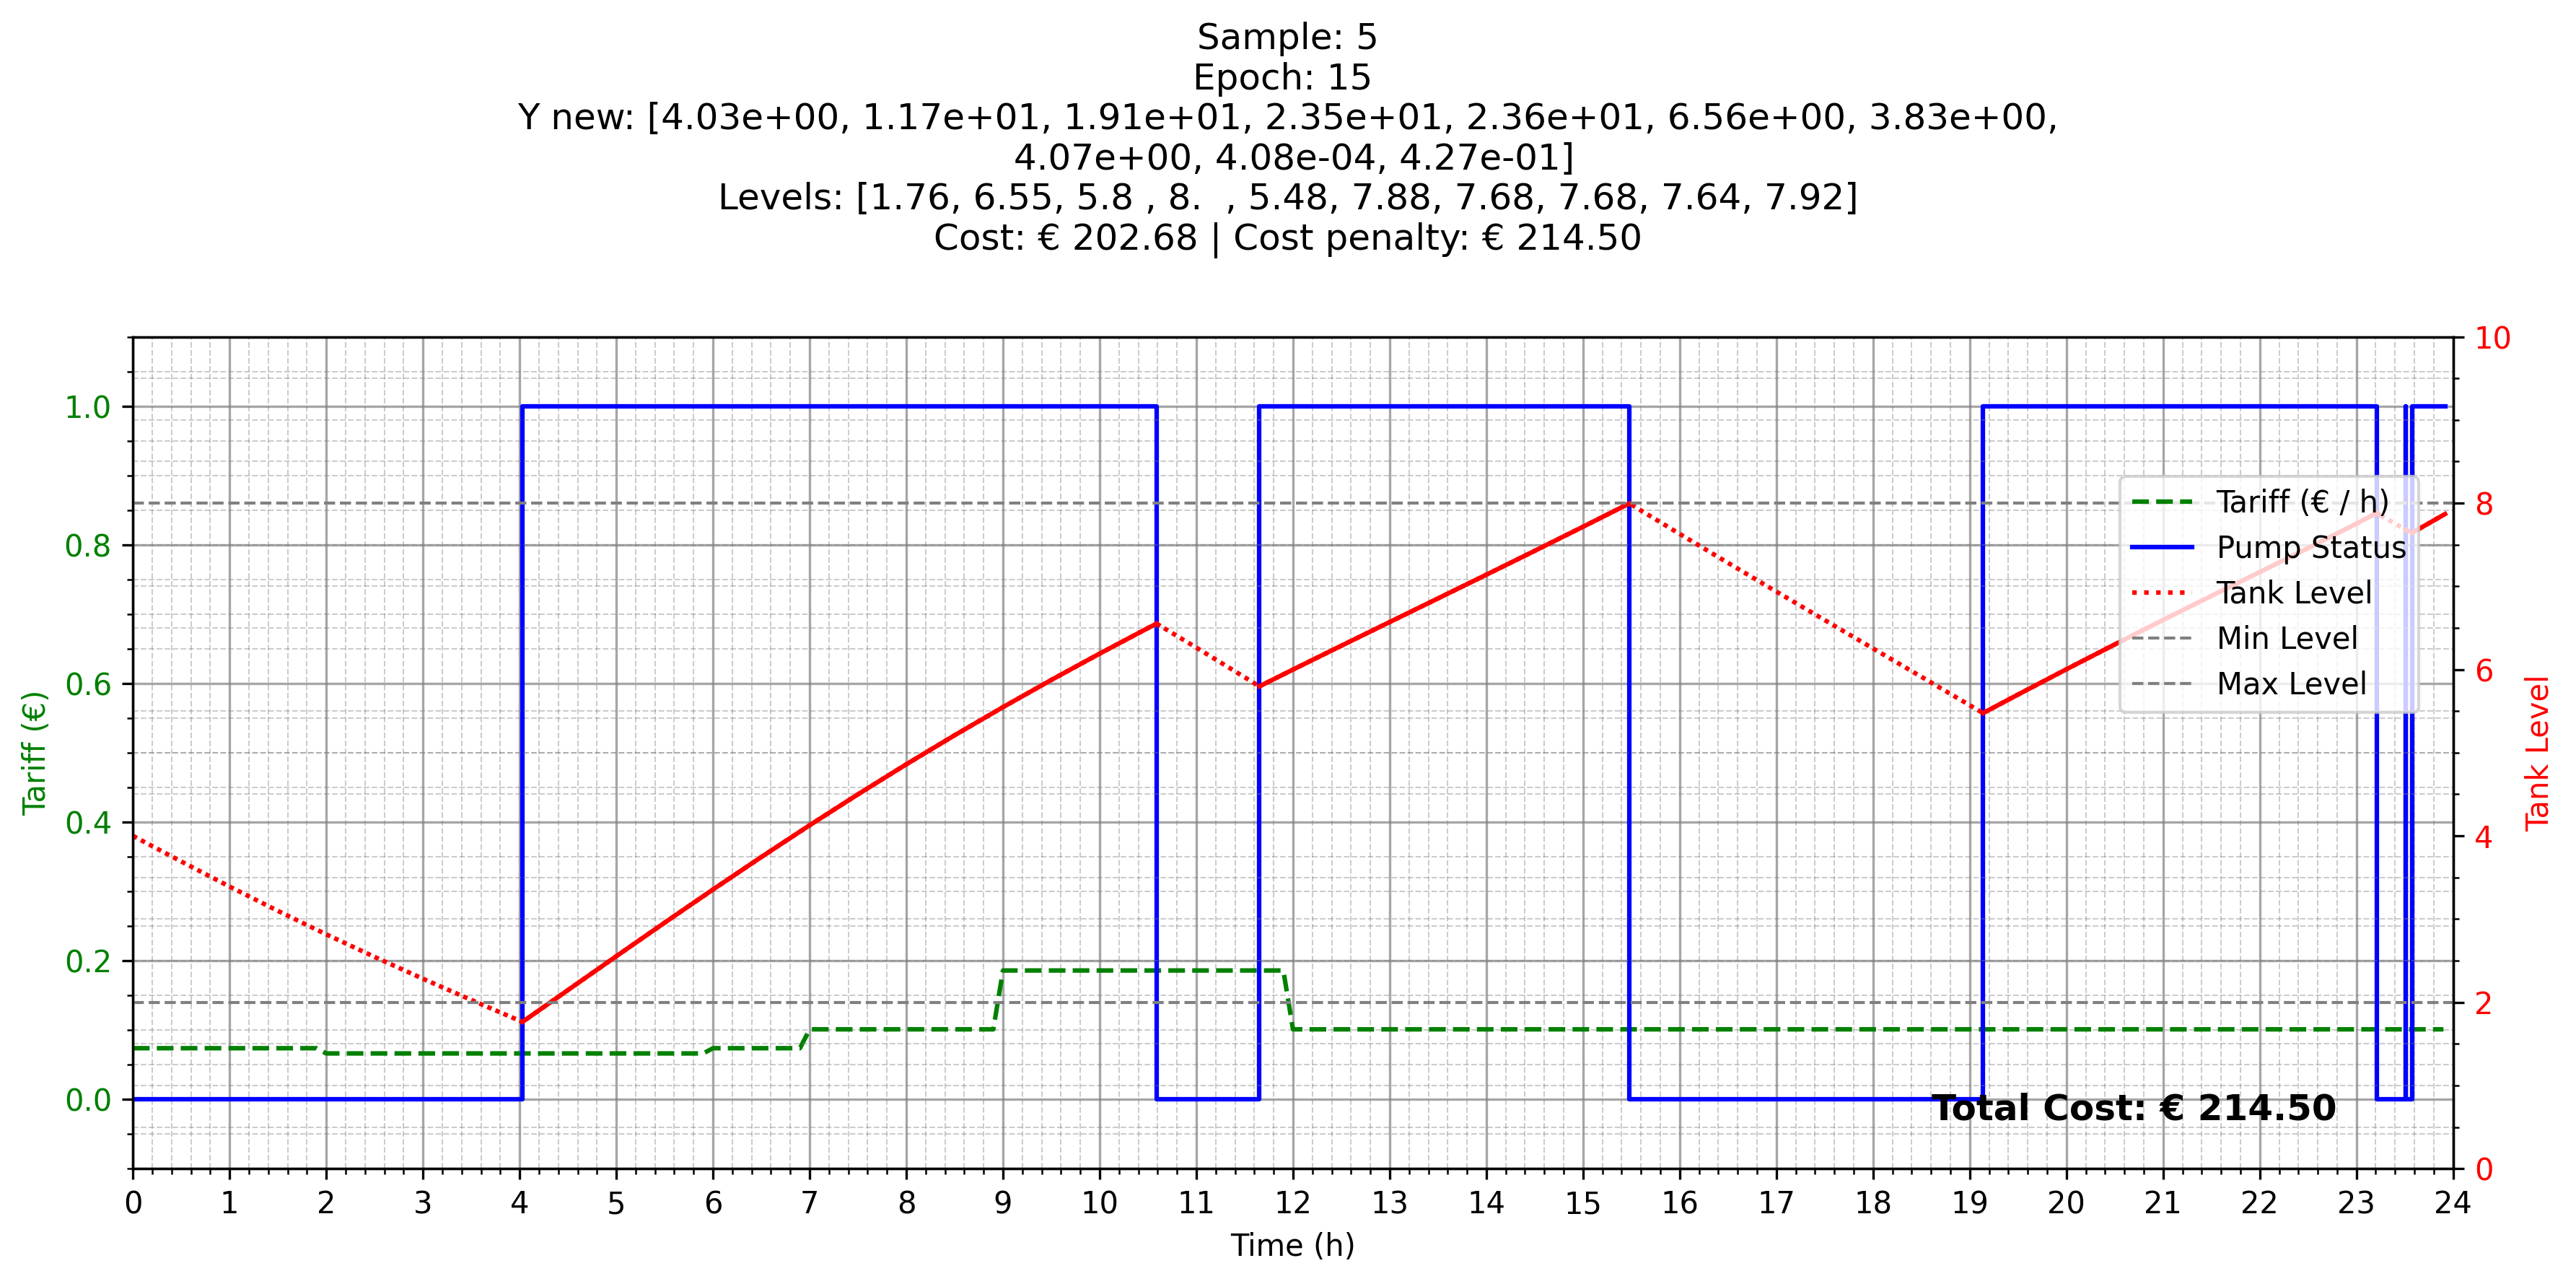 Sample: 5
Epoch: 15
Y new: [4.03e+00, 1.17e+01, 1.91e+01, 2.35e+01, 2.36e+01, 6.56e+00, 3.83e+00,
4.07e+00, 4.08e-04, 4.27e-01]
Levels: [1.76, 6.55, 5.8 , 8.  , 5.48, 7.88, 7.68, 7.68, 7.64, 7.92]
Cost: € 202.68 | Cost penalty: € 214.50
1.0
0.8
0.6
0.4
0.2
0.0
Tariff (€)
10
8
6
4
2
0
Tank Level
Tariff (€ / h)
Pump Status
Tank Level
Min Level
Max Level
Total Cost: € 214.50
0 1 2 3 4 5 6 7 8 9 10 11 12 13 14 15 16 17 18 19 20 21 22 23 24
Time (h)